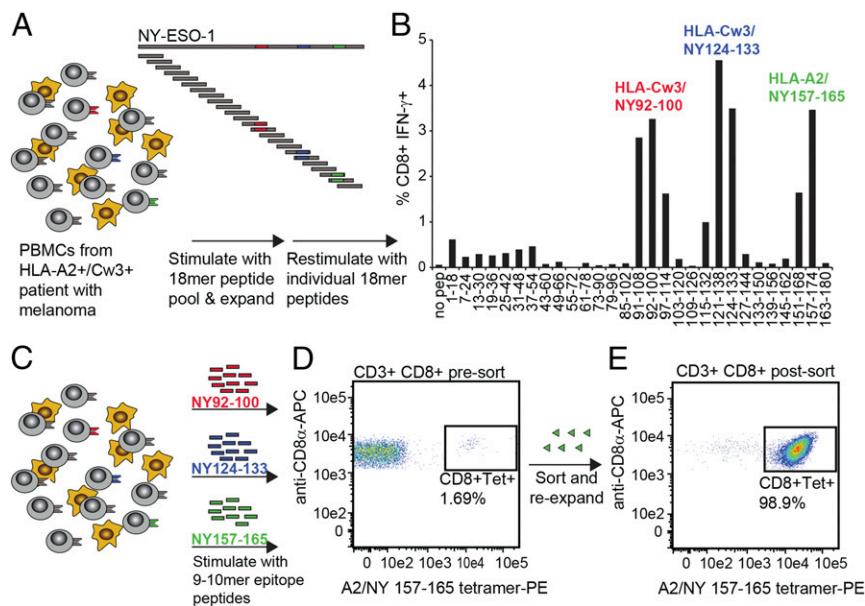 A
NY-ESO-1
PBMCs from
HLA-A2+/Cw3+
patient with
melanoma
Stimulate with
18mer peptide
pool & expand
Restimulate with
individual 18mer
peptides
B
% CD8+ IFN-γ+
5
4
3
2
1
0
HLA-Cw3/
NY92-100
HLA-Cw3/
NY124-133
HLA-A2/
NY157-165
no pep
1-18
7-24
13-30
19-36
25-42
31-48
37-54
43-60
49-66
55-72
61-78
73-90
79-96
85-102
91-108
92-100
97-114
103-120
109-126
115-132
121-138
124-133
127-144
133-150
139-156
145-162
151-168
157-174
163-180
C
NY92-100
NY124-133
NY157-165
Stimulate with
9-10mer epitope
peptides
D
CD3+ CD8+ pre-sort
anti-CD8α-APC
10e5
10e4
10e3
10e2
0
CD8+Tet+
1.69%
0 10e2 10e3 10e4 10e5
A2/NY 157-165 tetramer-PE
Sort and
re-expand
E
CD3+ CD8+ post-sort
anti-CD8α-APC
10e5
10e4
10e3
10e2
0
CD8+Tet+
98.9%
0 10e2 10e3 10e4 10e5
A2/NY 157-165 tetramer-PE